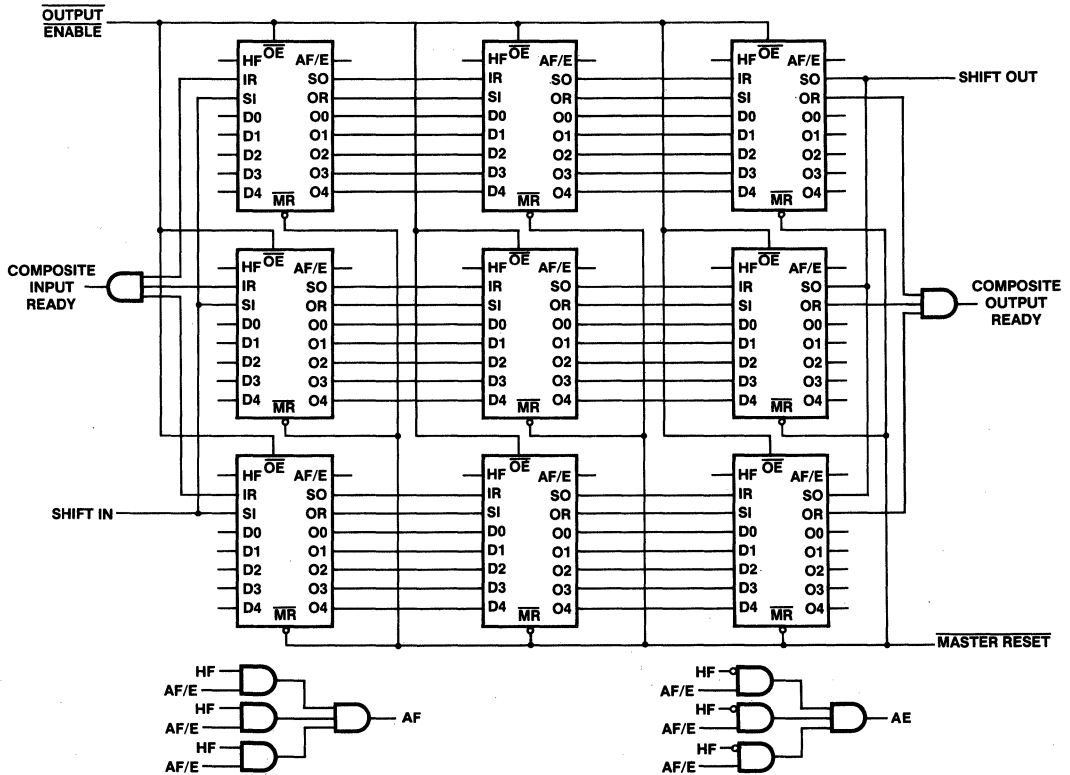 OUTPUT
ENABLE
OE
HF AF/E
IR SO
SI OR
D0 O0
D1 O1
D2 O2
D3 O3
D4 O4
MR
OE
HF AF/E
IR SO
SI OR
D0 O0
D1 O1
D2 O2
D3 O3
D4 O4
MR
OE
HF AF/E
IR SO
SI OR
D0 O0
D1 O1
D2 O2
D3 O3
D4 O4
MR
SHIFT OUT
COMPOSITE
INPUT
READY
OE
HF AF/E
IR SO
SI OR
D0 O0
D1 O1
D2 O2
D3 O3
D4 O4
MR
OE
HF AF/E
IR SO
SI OR
D0 O0
D1 O1
D2 O2
D3 O3
D4 O4
MR
OE
HF AF/E
IR SO
SI OR
D0 O0
D1 O1
D2 O2
D3 O3
D4 O4
MR
COMPOSITE
OUTPUT
READY
SHIFT IN
OE
HF AF/E
IR SO
SI OR
D0 O0
D1 O1
D2 O2
D3 O3
D4 O4
MR
OE
HF AF/E
IR SO
SI OR
D0 O0
D1 O1
D2 O2
D3 O3
D4 O4
MR
OE
HF AF/E
IR SO
SI OR
D0 O0
D1 O1
D2 O2
D3 O3
D4 O4
MR
MASTER RESET
HF
AF/E
HF
AF/E
HF
AF/E
AF
HF
AF/E
HF
AF/E
HF
AF/E
AE